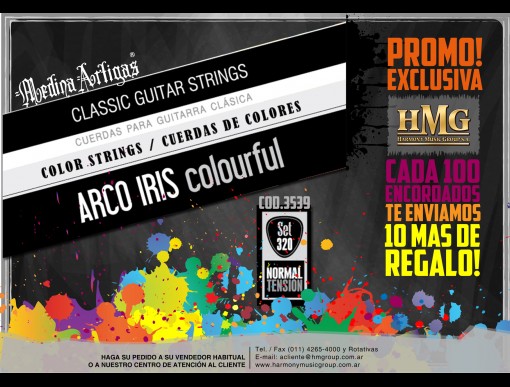 Medina Artigas®
CLASSIC GUITAR STRINGS
CUERDAS PARA GUITARRA CLÁSICA
COLOR STRINGS / CUERDAS DE COLORES
ARCO IRIS colourful
COD.3539
Set
320
NORMAL
TENSION
PROMO!
EXCLUSIVA
HMG
HARMONY MUSIC GROUP S.A.
CADA 100
ENCORDADOS
TE ENVIAMOS
10 MAS DE
REGALO!
HAGA SU PEDIDO A SU VENDEDOR HABITUAL
O A NUESTRO CENTRO DE ATENCIÓN AL CLIENTE
Tel. / Fax (011) 4265-4000 y Rotativas
E-mail: acliente@hmgroup.com.ar
www.harmonymusicgroup.com.ar